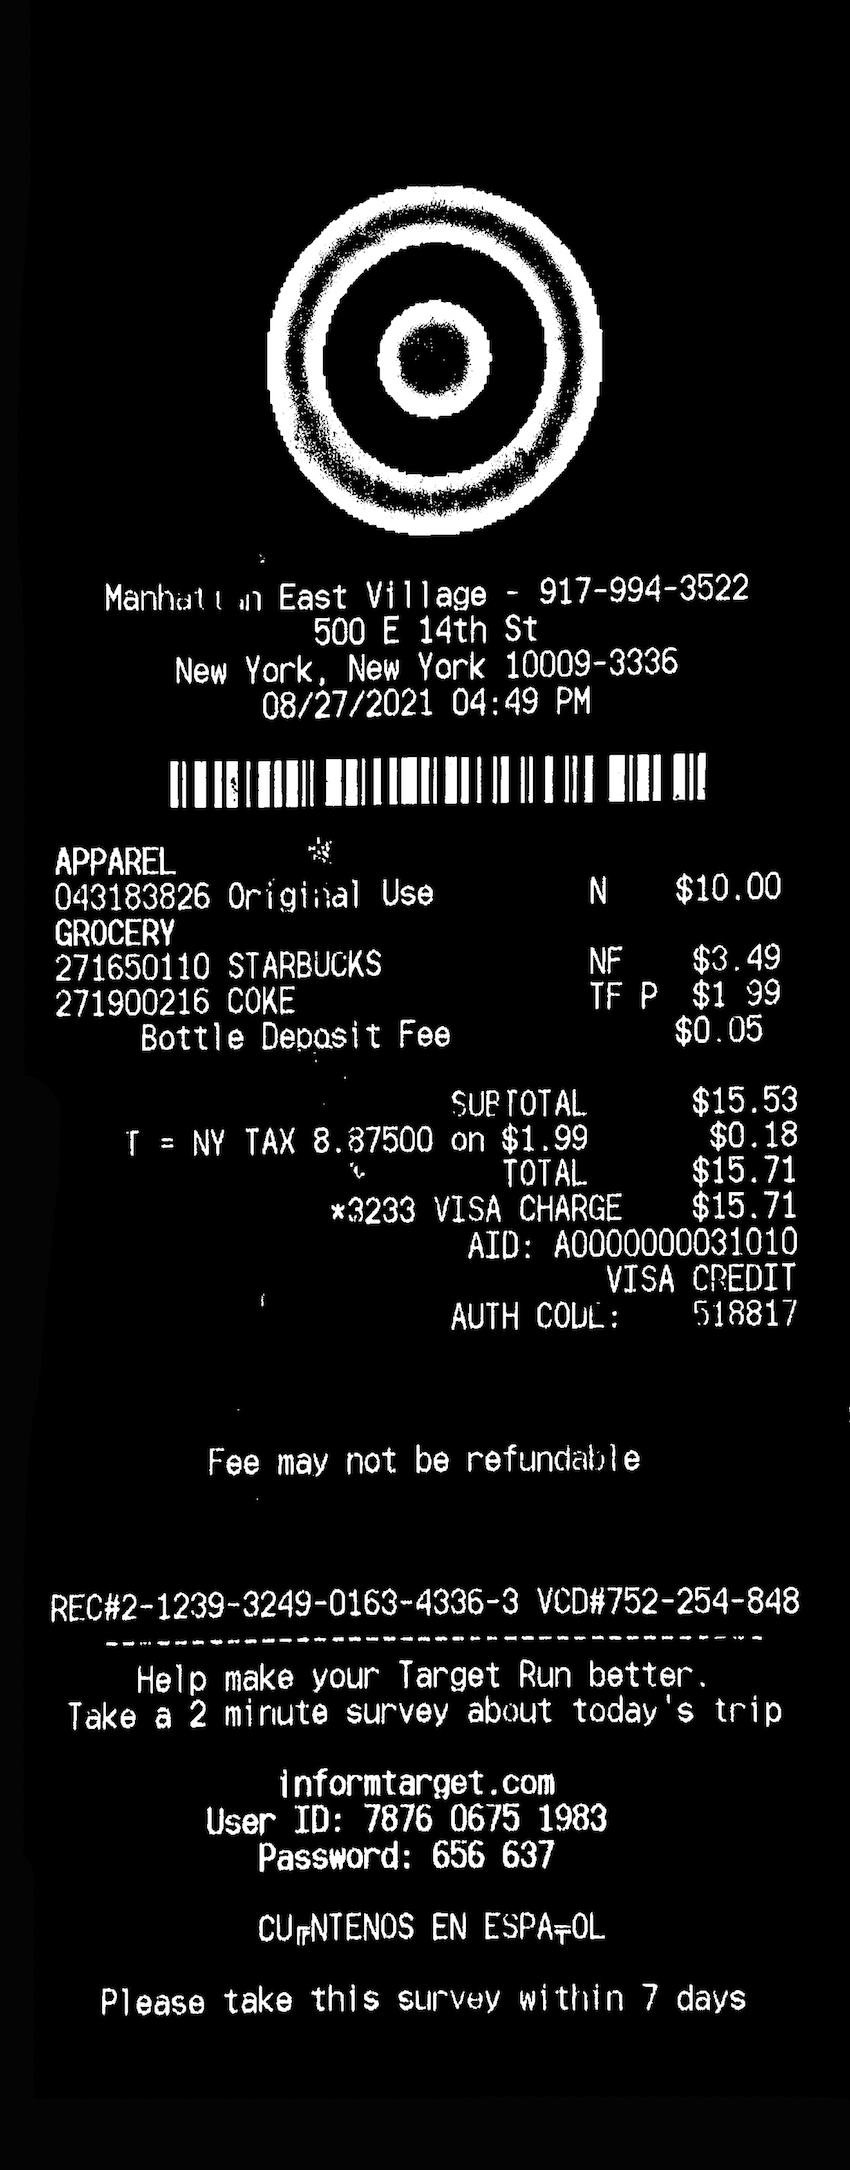 Manhattan East Village - 917-994-3522
500 E 14th St
New York, New York 10009-3336
08/27/2021 04:49 PM
APPAREL
043183826 Original Use N $10.00
GROCERY
271650110 STARBUCKS NF $3.49
271900216 COKE TF P $1 99
Bottle Deposit Fee $0.05
SUBTOTAL $15.53
T = NY TAX 8.87500 on $1.99 $0.18
TOTAL $15.71
*3233 VISA CHARGE $15.71
AID: A0000000031010
VISA CREDIT
AUTH CODE: 518817
Fee may not be refundable
REC#2-1239-3249-0163-4336-3 VCD#752-254-848
Help make your Target Run better.
Take a 2 minute survey about today's trip
informtarget.com
User ID: 7876 0675 1983
Password: 656 637
CU╔NTENOS EN ESPA╤OL
Please take this survey within 7 days